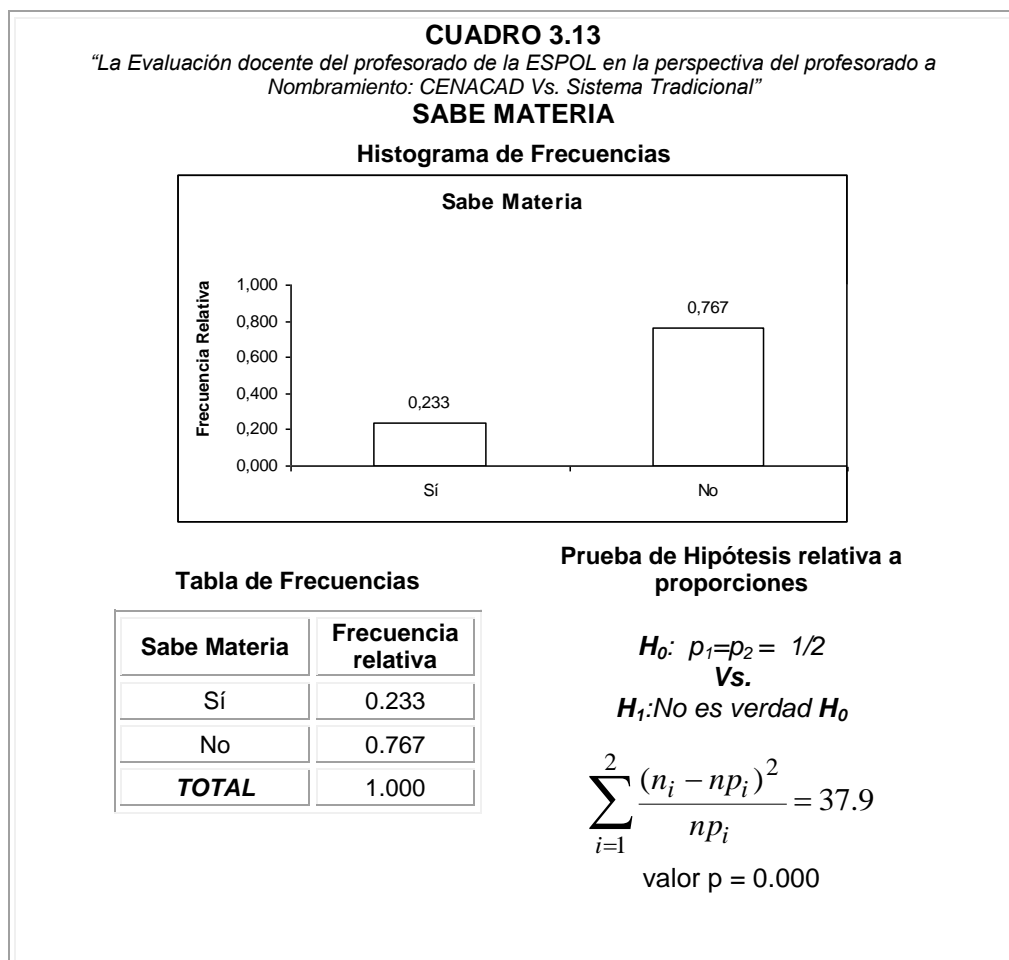 CUADRO 3.13
“La Evaluación docente del profesorado de la ESPOL en la perspectiva del profesorado a
Nombramiento: CENACAD Vs. Sistema Tradicional”
SABE MATERIA
Histograma de Frecuencias
Sabe Materia
Frecuencia Relativa
1,000
0,800
0,600
0,400
0,200
0,000
0,233
0,767
Sí
No
Tabla de Frecuencias
Sabe Materia
Frecuencia
relativa
Sí
0.233
No
0.767
TOTAL
1.000
Prueba de Hipótesis relativa a
proporciones
H₀: p₁=p₂ = 1/2
Vs.
H₁:No es verdad H₀
∑_{i=1}^{2} (n_i − np_i)² / np_i = 37.9
valor p = 0.000